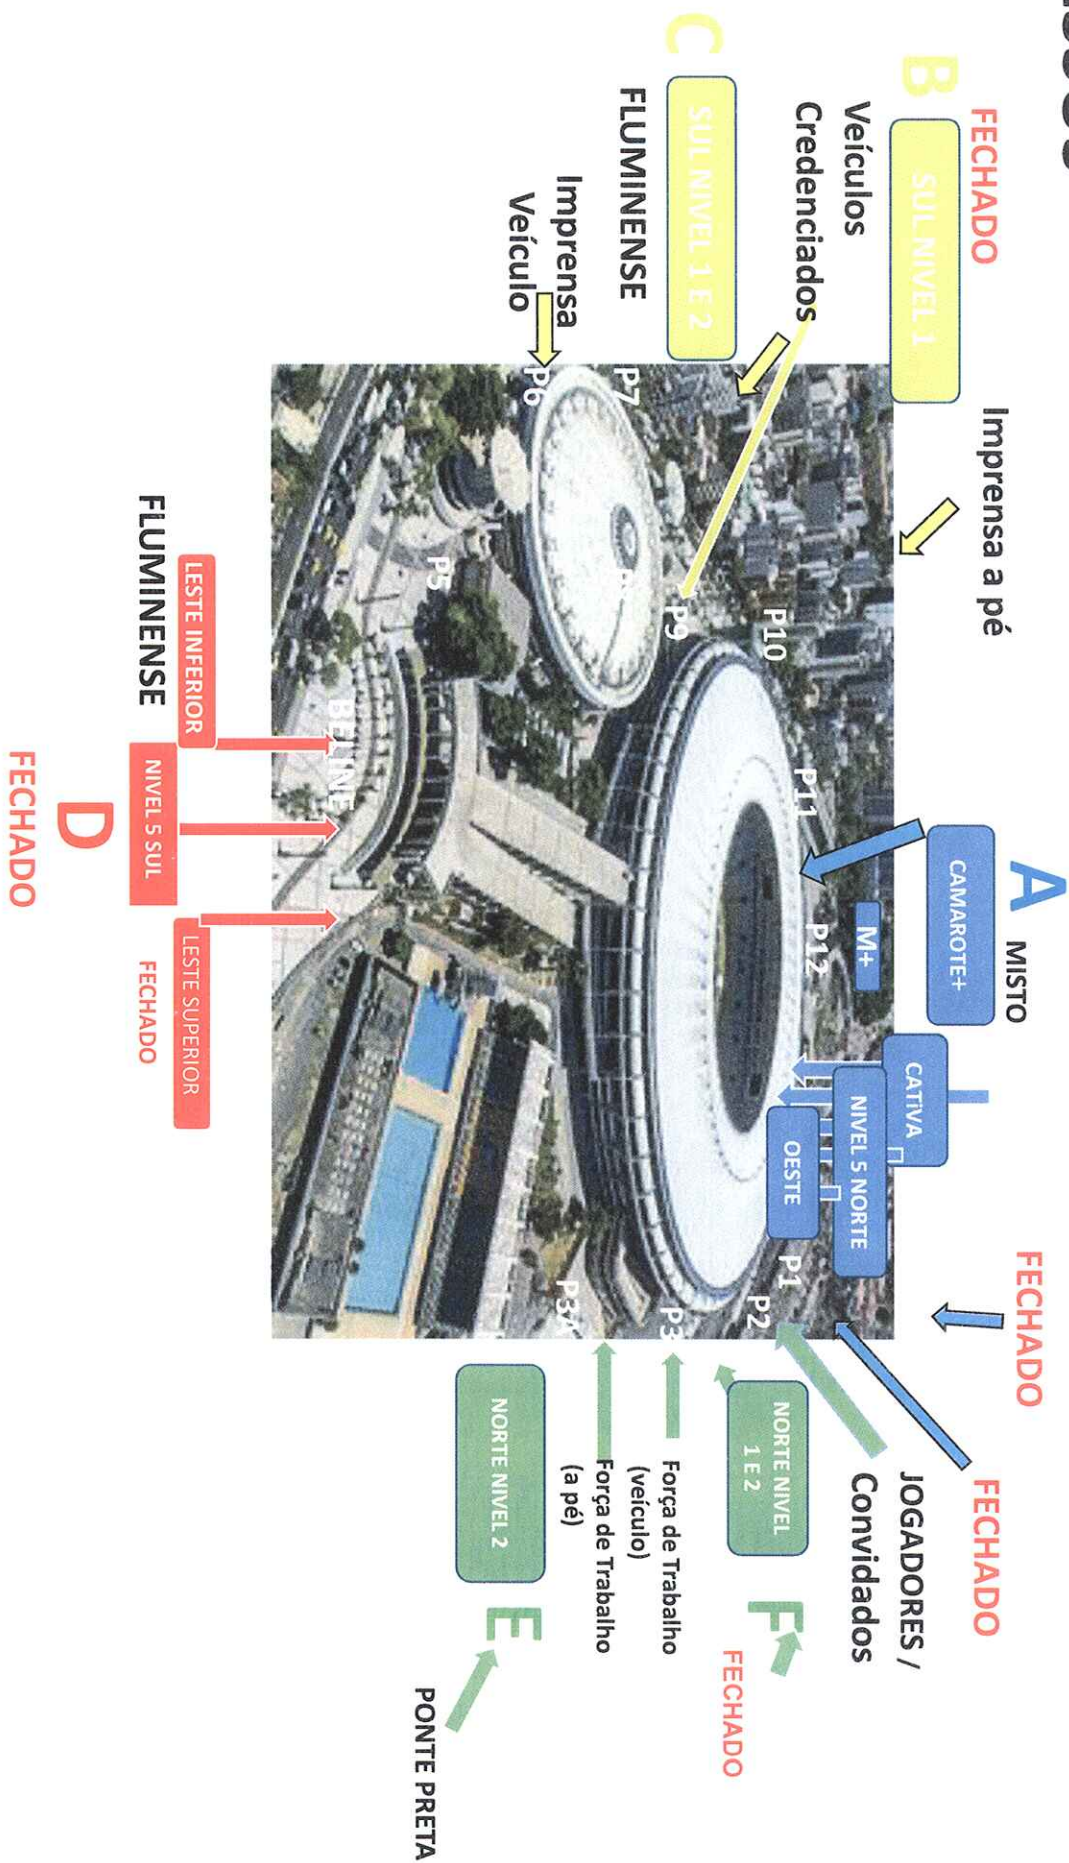 FECHADO
B
SUL NIVEL 1
Imprensa a pé
A
MISTO
CAMAROTE+
M+
CATiVA
NIVEL 5 NORTE
OESTE
FECHADO
FECHADO
JOGADORES /
Convidados
Veículos
Credenciados
C
SUL NIVEL 1 E 2
FLUMINENSE
Imprensa
Veículo
P6
P7
P9
P10
P11
P12
P1
P2
P3
P5
BELINE
NORTE NIVEL
1 E 2
F
FECHADO
Força de Trabalho
(veículo)
Força de Trabalho
(a pé)
NORTE NIVEL 2
E
PONTE PRETA
LESTE INFERIOR
FLUMINENSE
NIVEL 5 SUL
LESTE SUPERIOR
FECHADO
D
FECHADO